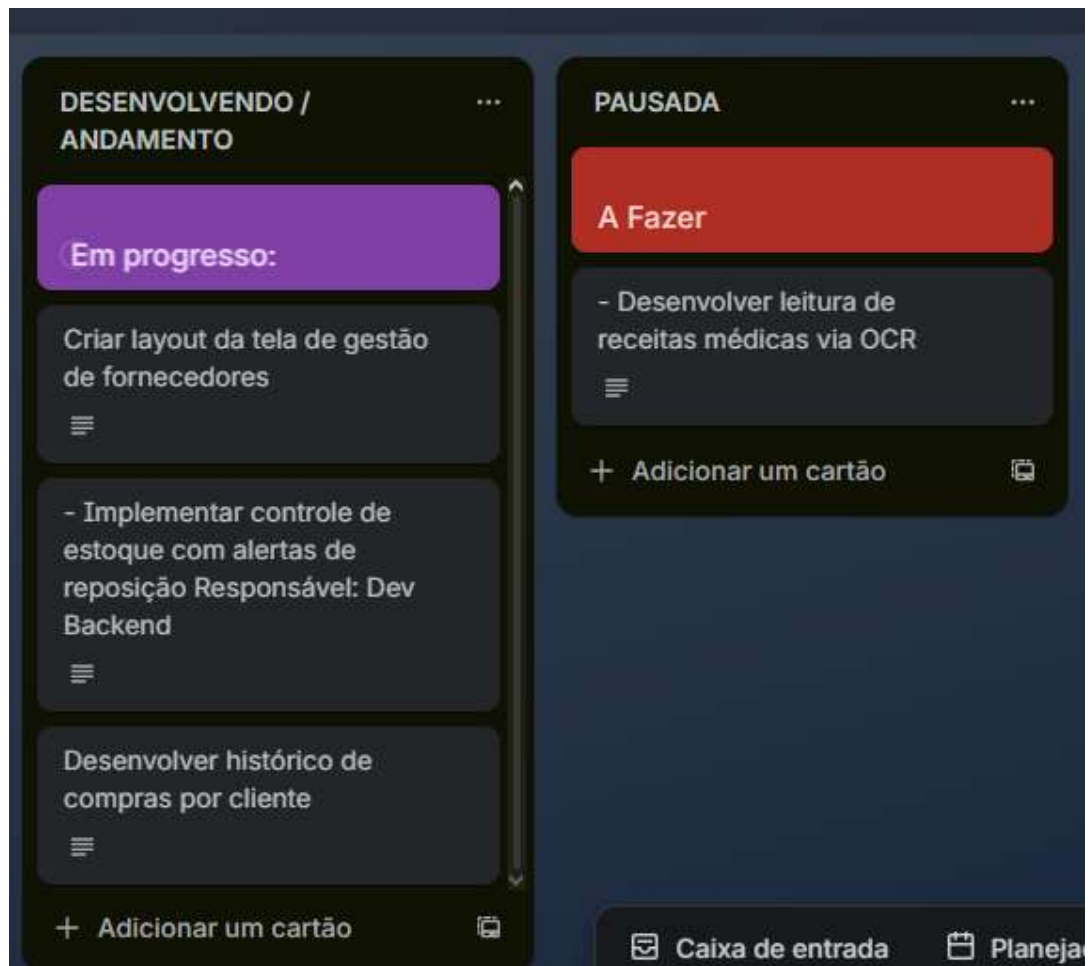 DESENVOLVENDO /
ANDAMENTO
Em progresso:
Criar layout da tela de gestão
de fornecedores
- Implementar controle de
estoque com alertas de
reposição Responsável: Dev
Backend
Desenvolver histórico de
compras por cliente
+ Adicionar um cartão
PAUSADA
A Fazer
- Desenvolver leitura de
receitas médicas via OCR
+ Adicionar um cartão
Caixa de entrada